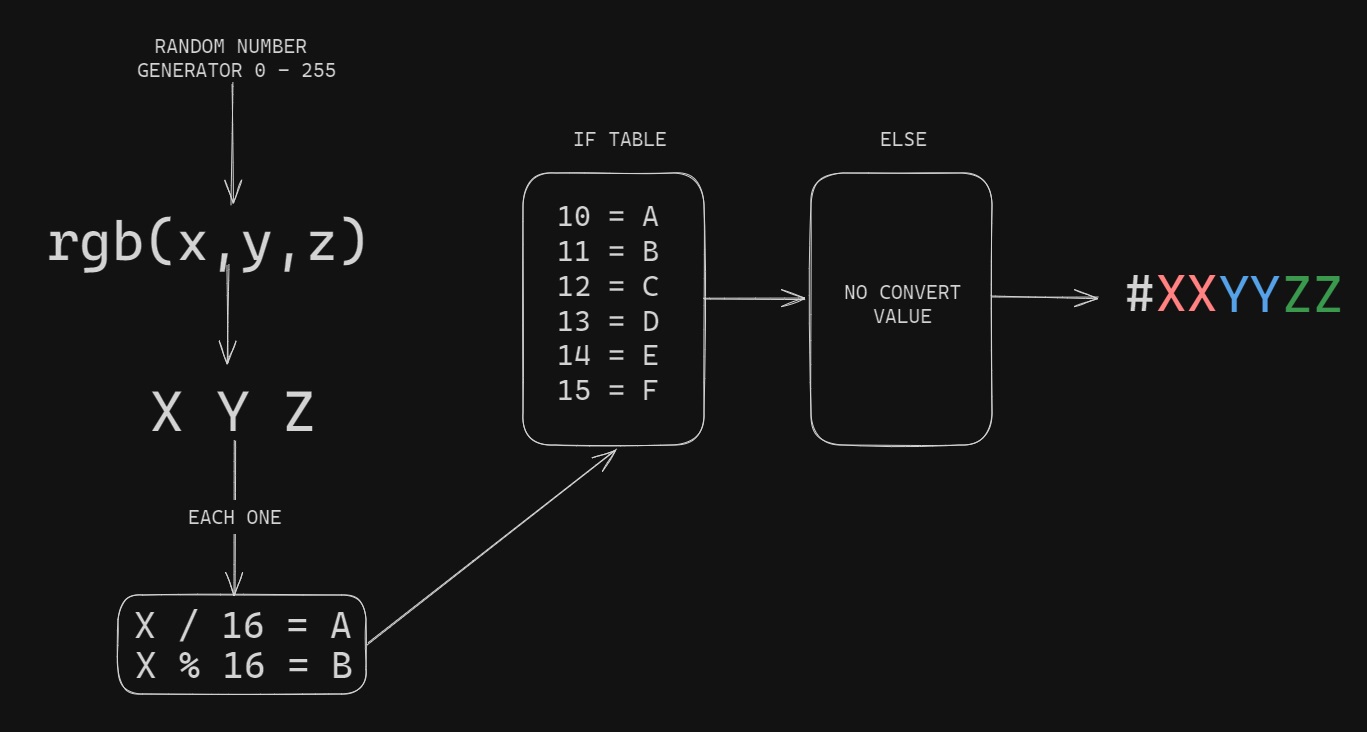 RANDOM NUMBER
GENERATOR 0 - 255
rgb(x,y,z)
X Y Z
EACH ONE
X / 16 = A
X % 16 = B
IF TABLE
10 = A
11 = B
12 = C
13 = D
14 = E
15 = F
ELSE
NO CONVERT
VALUE
#XXYYZZ